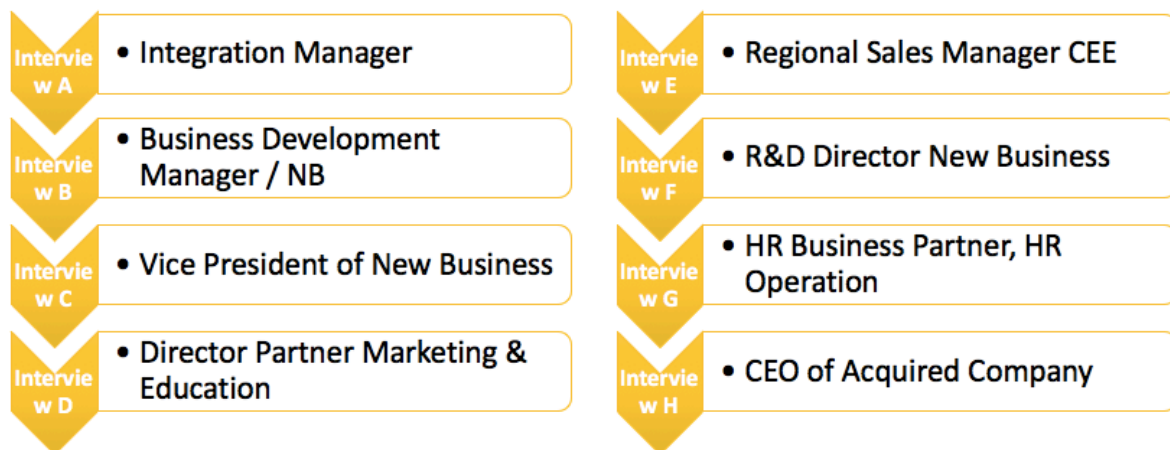 Intervie
w A
• Integration Manager
Intervie
w B
• Business Development
Manager / NB
Intervie
w C
• Vice President of New Business
Intervie
w D
• Director Partner Marketing &
Education
Intervie
w E
• Regional Sales Manager CEE
Intervie
w F
• R&D Director New Business
Intervie
w G
• HR Business Partner, HR
Operation
Intervie
w H
• CEO of Acquired Company